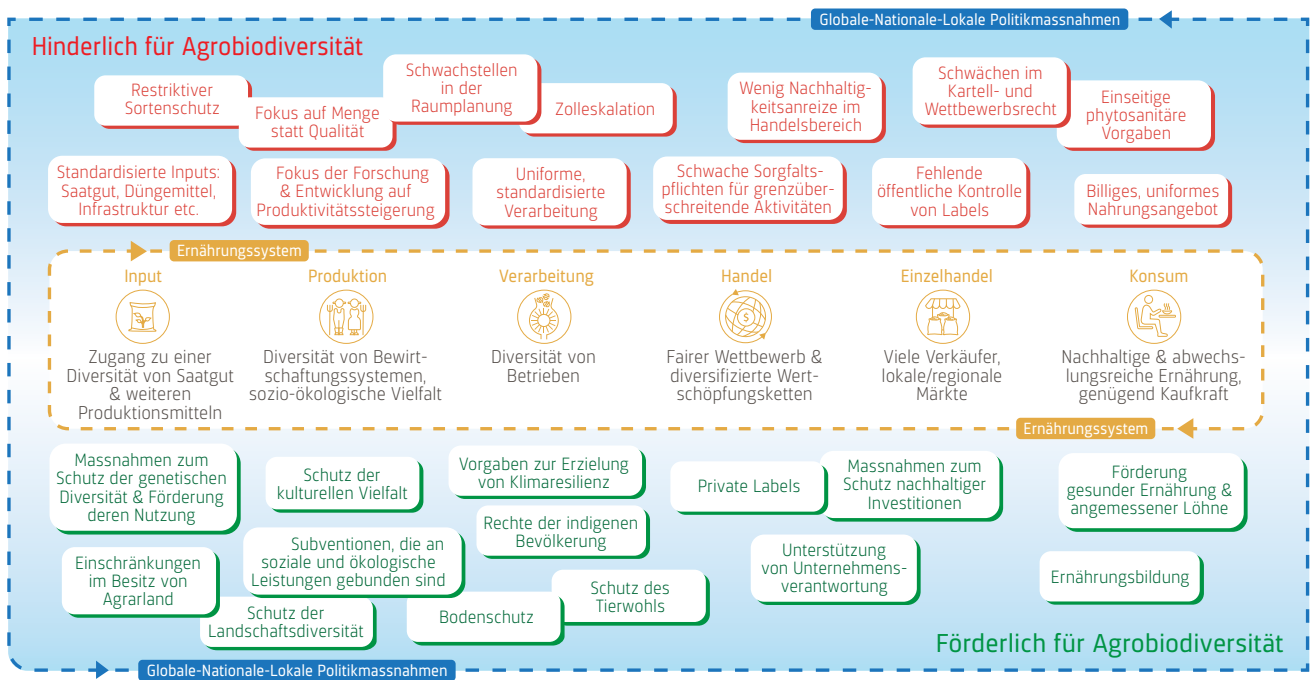 Globale-Nationale-Lokale Politikmassnahmen
Hinderlich für Agrobiodiversität
Restriktiver
Sortenschutz
Fokus auf Menge
statt Qualität
Schwachstellen
in der
Raumplanung
Zolleskalation
Wenig Nachhaltig-
keitsanreize im
Handelsbereich
Schwächen im
Kartell- und
Wettbewerbsrecht
Einseitige
phytosanitäre
Vorgaben
Standardisierte Inputs:
Saatgut, Düngemittel,
Infrastruktur etc.
Fokus der Forschung
& Entwicklung auf
Produktivitätssteigerung
Uniforme,
standardisierte
Verarbeitung
Schwache Sorgfalts-
pflichten für grenzüber-
schreitende Aktivitäten
Fehlende
öffentliche Kontrolle
von Labels
Billiges, uniformes
Nahrungsangebot
Ernährungssystem
Input
Zugang zu einer
Diversität von Saatgut
& weiteren
Produktionsmitteln
Produktion
Diversität von Bewirt-
schaftungssystemen,
sozio-ökologische Vielfalt
Verarbeitung
Diversität von
Betrieben
Handel
$
Fairer Wettbewerb &
diversifizierte Wert-
schöpfungsketten
Einzelhandel
Viele Verkäufer,
lokale/regionale
Märkte
Konsum
Nachhaltige & abwechs-
lungsreiche Ernährung,
genügend Kaufkraft
Ernährungssystem
Massnahmen zum
Schutz der genetischen
Diversität & Förderung
deren Nutzung
Schutz der
kulturellen Vielfalt
Vorgaben zur Erzielung
von Klimaresilienz
Private Labels
Massnahmen zum
Schutz nachhaltiger
Investitionen
Förderung
gesunder Ernährung &
angemessener Löhne
Rechte der indigenen
Bevölkerung
Einschränkungen
im Besitz von
Agrarland
Subventionen, die an
soziale und ökologische
Leistungen gebunden sind
Unterstützung
von Unternehmens-
verantwortung
Ernährungsbildung
Schutz der
Landschaftsdiversität
Bodenschutz
Schutz des
Tierwohls
Förderlich für Agrobiodiversität
Globale-Nationale-Lokale Politikmassnahmen